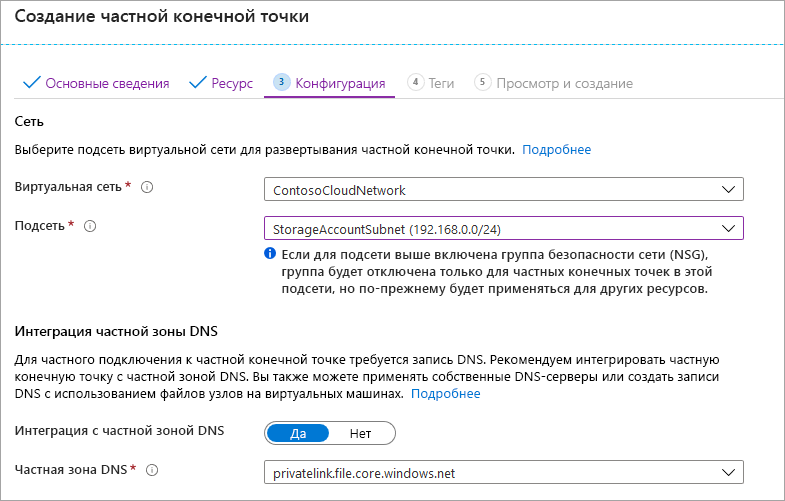 Создание частной конечной точки
Основные сведения Ресурс 3 Конфигурация 4 Теги 5 Просмотр и создание
Сеть
Выберите подсеть виртуальной сети для развертывания частной конечной точки. Подробнее
Виртуальная сеть * ContosoCloudNetwork
Подсеть * StorageAccountSubnet (192.168.0.0/24)
Если для подсети выше включена группа безопасности сети (NSG),
группа будет отключена только для частных конечных точек в этой
подсети, но по-прежнему будет применяться для других ресурсов.
Интеграция частной зоны DNS
Для частного подключения к частной конечной точке требуется запись DNS. Рекомендуем интегрировать частную
конечную точку с частной зоной DNS. Вы также можете применять собственные DNS-серверы или создать записи
DNS с использованием файлов узлов на виртуальных машинах. Подробнее
Интеграция с частной зоной DNS Да Нет
Частная зона DNS * privatelink.file.core.windows.net